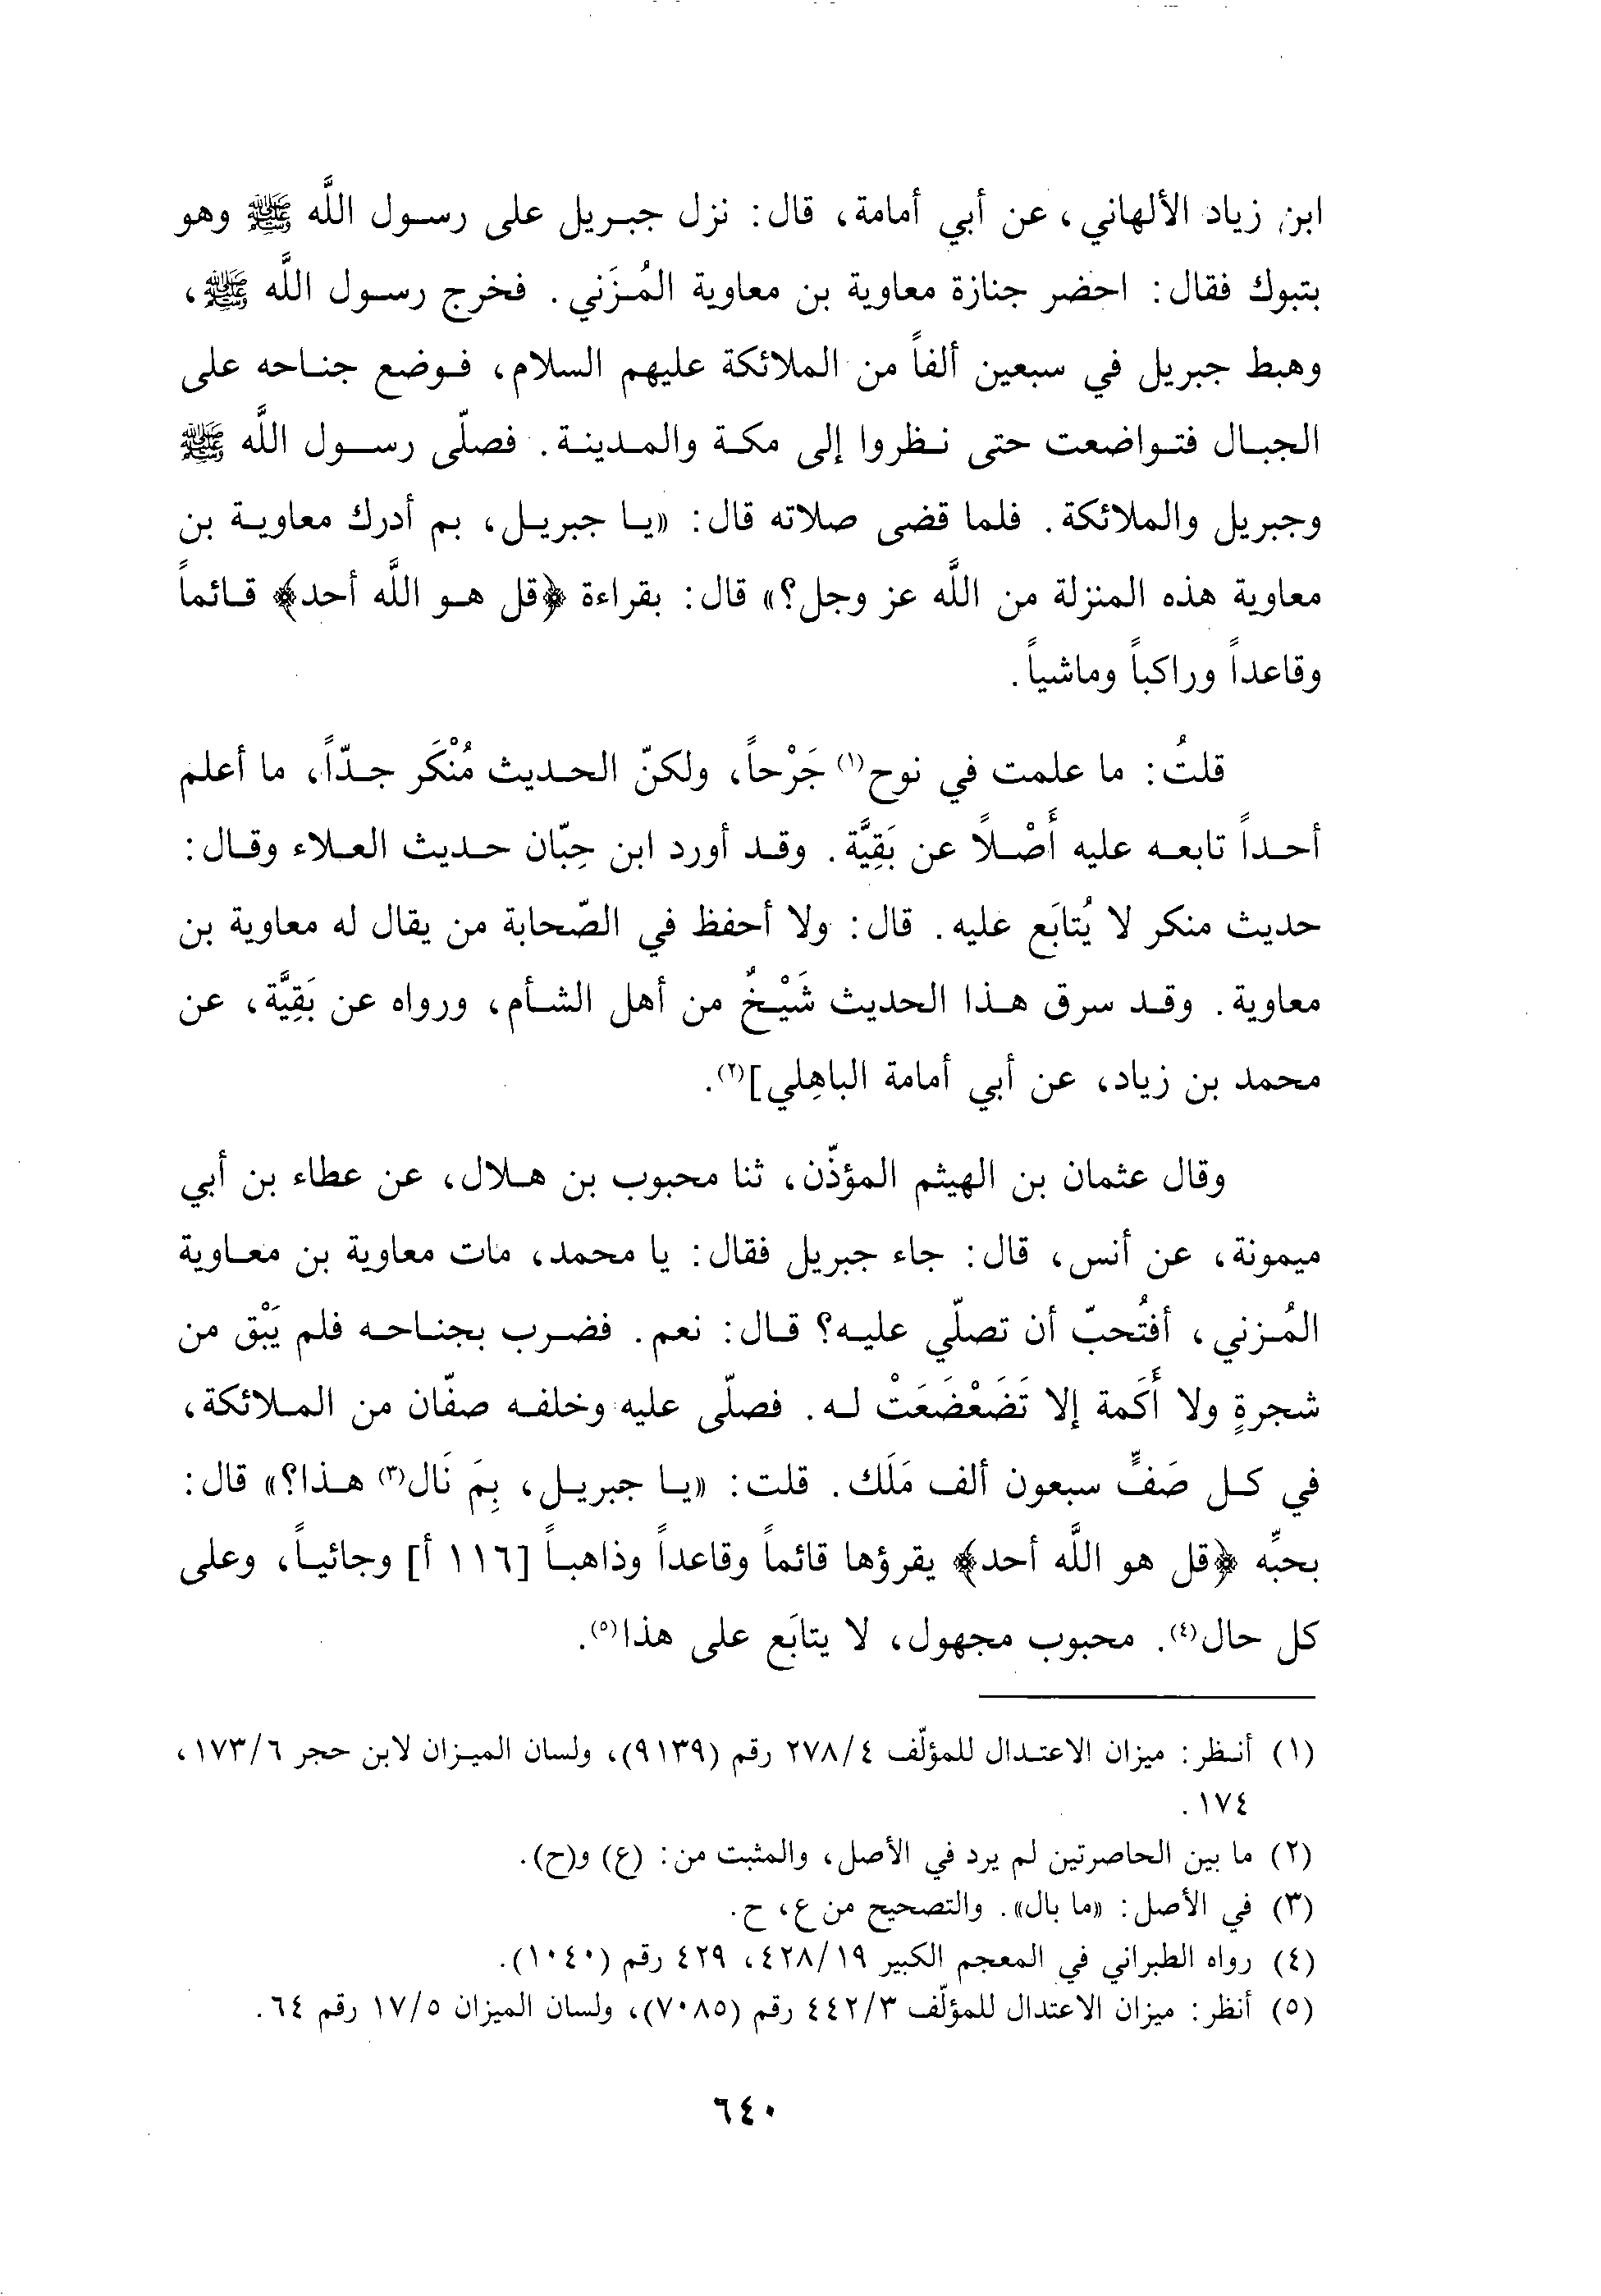 ابن زياد الألهاني، عن أبي أمامة، قال: نزل جبريل على رسول اللَّه ﷺ وهو
بتبوك فقال: احضر جنازة معاوية بن معاوية المُزَني. فخرج رسول اللَّه ﷺ،
وهبط جبريل في سبعين ألفاً من الملائكة عليهم السلام، فوضع جناحه على
الجبال فتواضعت حتى نظروا إلى مكة والمدينة. فصلّى رسول اللَّه ﷺ
وجبريل والملائكة. فلما قضى صلاته قال: «يا جبريل، بم أدرك معاوية بن
معاوية هذه المنزلة من اللَّه عز وجل؟» قال: بقراءة ﴿قل هو اللَّه أحد﴾ قائماً
وقاعداً وراكباً وماشياً.
قلتُ: ما علمت في نوح(١) جَرْحاً، ولكنّ الحديث مُنْكَر جدّاً، ما أعلم
أحداً تابعه عليه أَصْلاً عن بَقِيَّة. وقد أورد ابن حِبّان حديث العلاء وقال:
حديث منكر لا يُتابَع عليه. قال: ولا أحفظ في الصّحابة من يقال له معاوية بن
معاوية. وقد سرق هذا الحديث شَيْخٌ من أهل الشأم، ورواه عن بَقِيَّة، عن
محمد بن زياد، عن أبي أمامة الباهِلي](٢).
وقال عثمان بن الهيثم المؤذّن، ثنا محبوب بن هلال، عن عطاء بن أبي
ميمونة، عن أنس، قال: جاء جبريل فقال: يا محمد، مات معاوية بن معاوية
المُزني، أفتُحبّ أن تصلّي عليه؟ قال: نعم. فضرب بجناحه فلم يَبْق من
شجرةٍ ولا أَكَمة إلا تَضَعْضَعَتْ له. فصلّى عليه وخلفه صفّان من الملائكة،
في كل صَفٍّ سبعون ألف مَلَك. قلت: «يا جبريل، بِمَ نَال(٣) هذا؟» قال:
بحبِّه ﴿قل هو اللَّه أحد﴾ يقرؤها قائماً وقاعداً وذاهباً [١١٦ أ] وجائياً، وعلى
كل حال(٤). محبوب مجهول، لا يتابَع على هذا(٥).
(١) أنظر: ميزان الاعتدال للمؤلّف ٢٧٨/٤ رقم (٩١٣٩)، ولسان الميزان لابن حجر ١٧٣/٦،
١٧٤.
(٢) ما بين الحاصرتين لم يرد في الأصل، والمثبت من: (ع) و(ح).
(٣) في الأصل: «ما بال». والتصحيح من ع، ح.
(٤) رواه الطبراني في المعجم الكبير ٤٢٨/١٩، ٤٢٩ رقم (١٠٤٠).
(٥) أنظر: ميزان الاعتدال للمؤلّف ٤٤٢/٣ رقم (٧٠٨٥)، ولسان الميزان ١٧/٥ رقم ٦٤.
٦٤٠